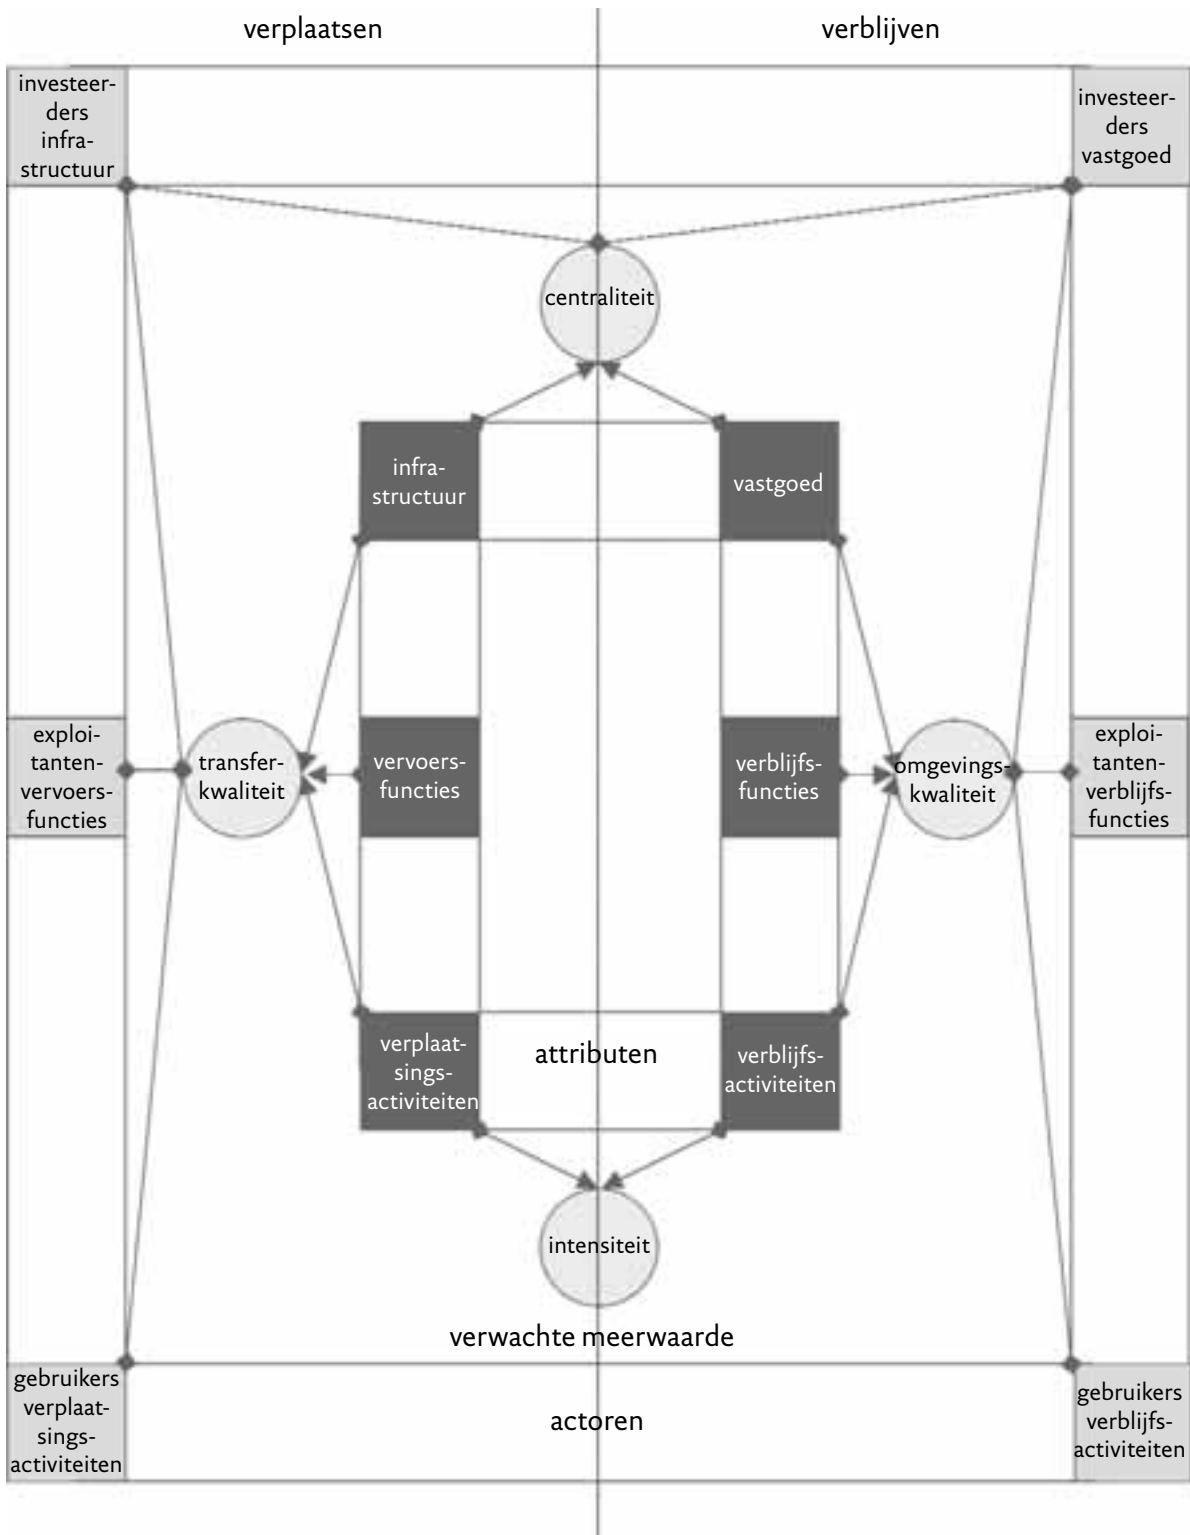 verplaatsen
verblijven
investeer-
ders
infra-
structuur
investeer-
ders
vastgoed
centraliteit
infra-
structuur
vastgoed
exploi-
tanten-
vervoers-
functies
transfer-
kwaliteit
vervoers-
functies
verblijfs-
functies
omgevings-
kwaliteit
exploi-
tanten-
verblijfs-
functies
verplaat-
sings-
activiteiten
attributen
verblijfs-
activiteiten
intensiteit
verwachte meerwaarde
gebruikers
verplaat-
sings-
activiteiten
actoren
gebruikers
verblijfs-
activiteiten